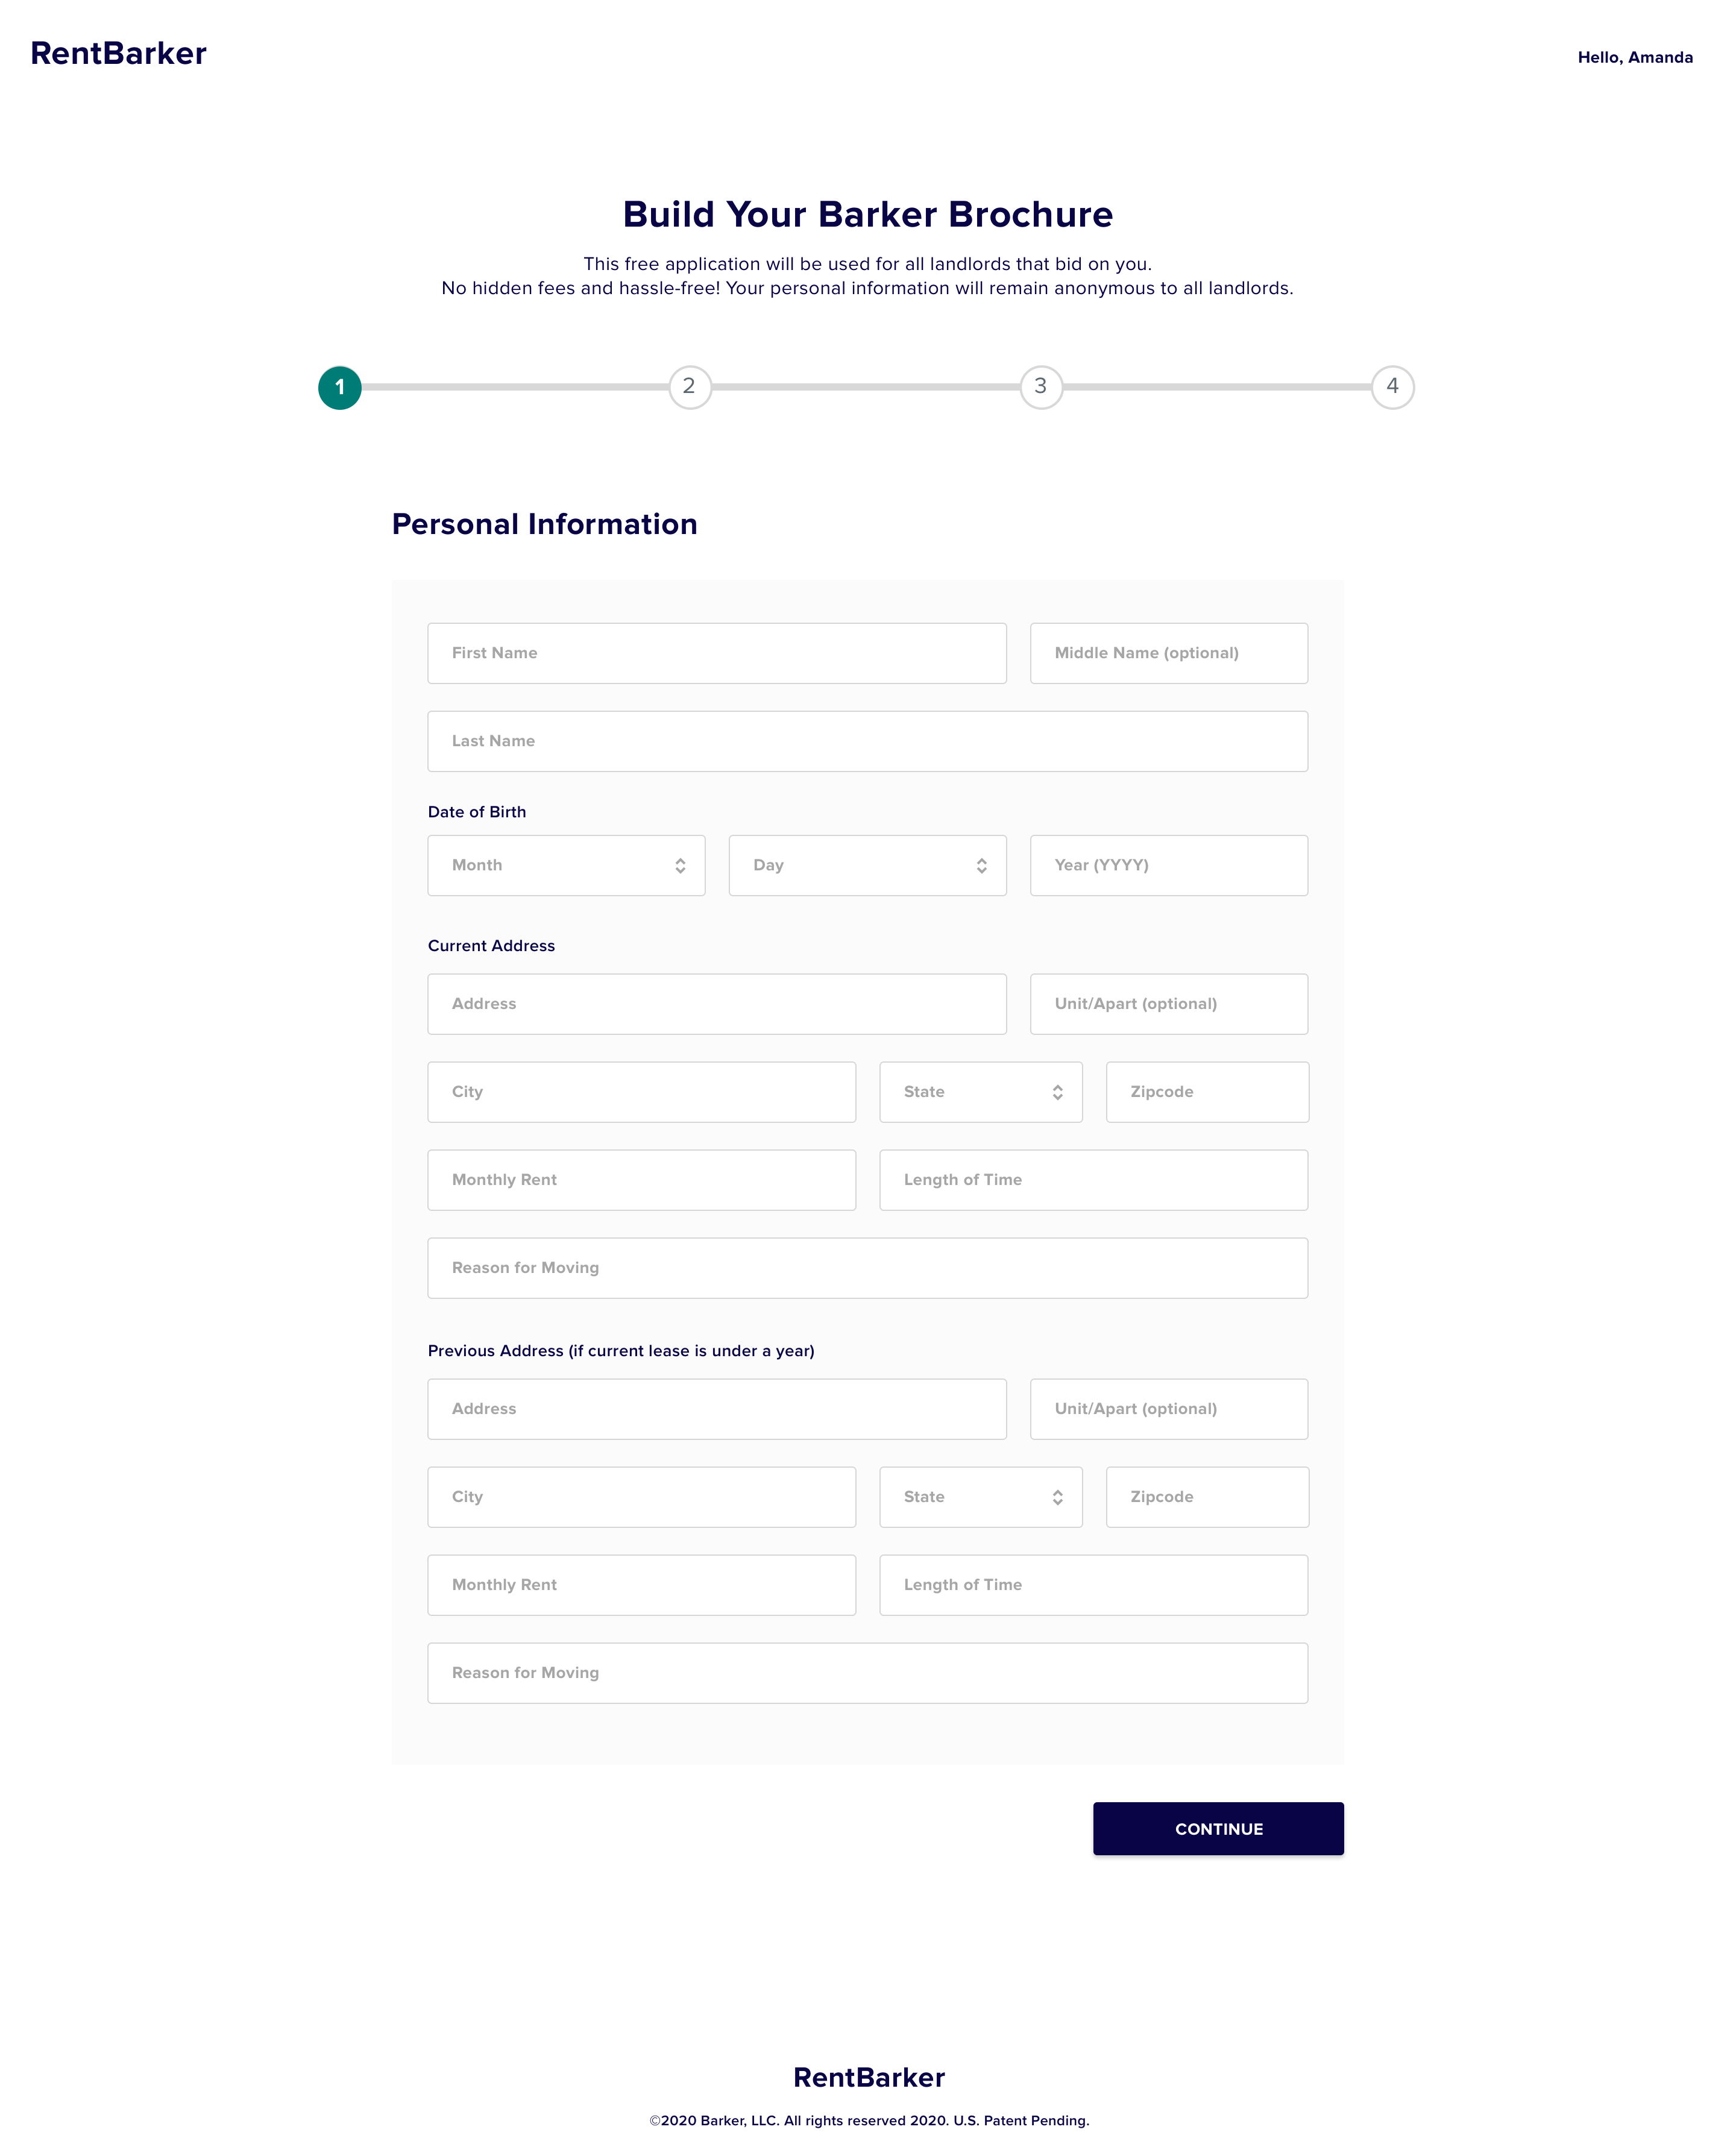 RentBarker
Hello, Amanda
Build Your Barker Brochure
This free application will be used for all landlords that bid on you.
No hidden fees and hassle-free! Your personal information will remain anonymous to all landlords.
1 2 3 4
Personal Information
First Name Middle Name (optional)
Last Name
Date of Birth
Month Day Year (YYYY)
Current Address
Address Unit/Apart (optional)
City State Zipcode
Monthly Rent Length of Time
Reason for Moving
Previous Address (if current lease is under a year)
Address Unit/Apart (optional)
City State Zipcode
Monthly Rent Length of Time
Reason for Moving
CONTINUE
RentBarker
©2020 Barker, LLC. All rights reserved 2020. U.S. Patent Pending.